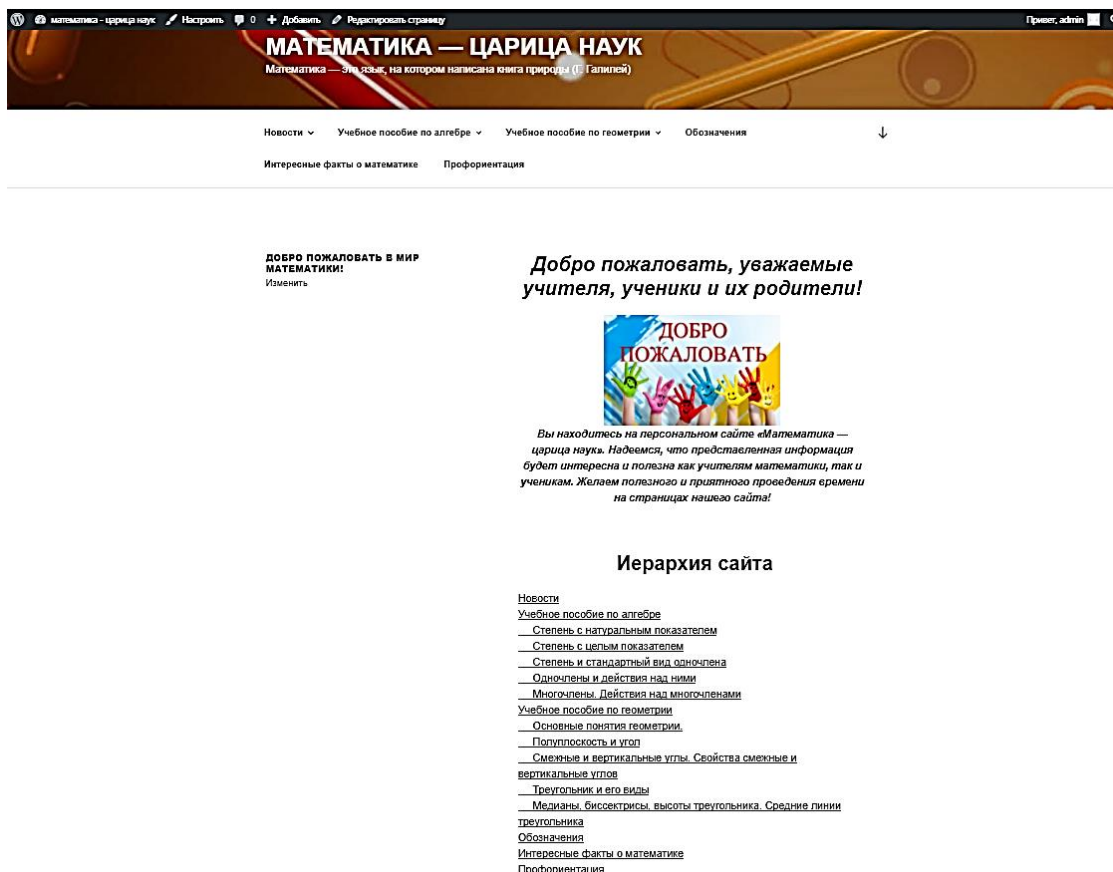 математика - царица наук Настроить 0 Добавить Редактировать страницу Привет, admin
МАТЕМАТИКА — ЦАРИЦА НАУК
Математика — это язык, на котором написана книга природы (Г. Галилей)
Новости Учебное пособие по алгебре Учебное пособие по геометрии Обозначения
Интересные факты о математике Профориентация
ДОБРО ПОЖАЛОВАТЬ В МИР
МАТЕМАТИКИ!
Изменить
Добро пожаловать, уважаемые
учителя, ученики и их родители!
ДОБРО
ПОЖАЛОВАТЬ
Вы находитесь на персональном сайте «Математика —
царица наук». Надеемся, что представленная информация
будет интересна и полезна как учителям математики, так и
ученикам. Желаем полезного и приятного проведения времени
на страницах нашего сайта!
Иерархия сайта
Новости
Учебное пособие по алгебре
Степень с натуральным показателем
Степень с целым показателем
Степень и стандартный вид одночлена
Одночлены и действия над ними
Многочлены. Действия над многочленами
Учебное пособие по геометрии
Основные понятия геометрии.
Полуплоскость и угол
Смежные и вертикальные углы. Свойства смежные и
вертикальные углов
Треугольник и его виды
Медианы, биссектрисы, высоты треугольника. Средние линии
треугольника
Обозначения
Интересные факты о математике
Профориентация